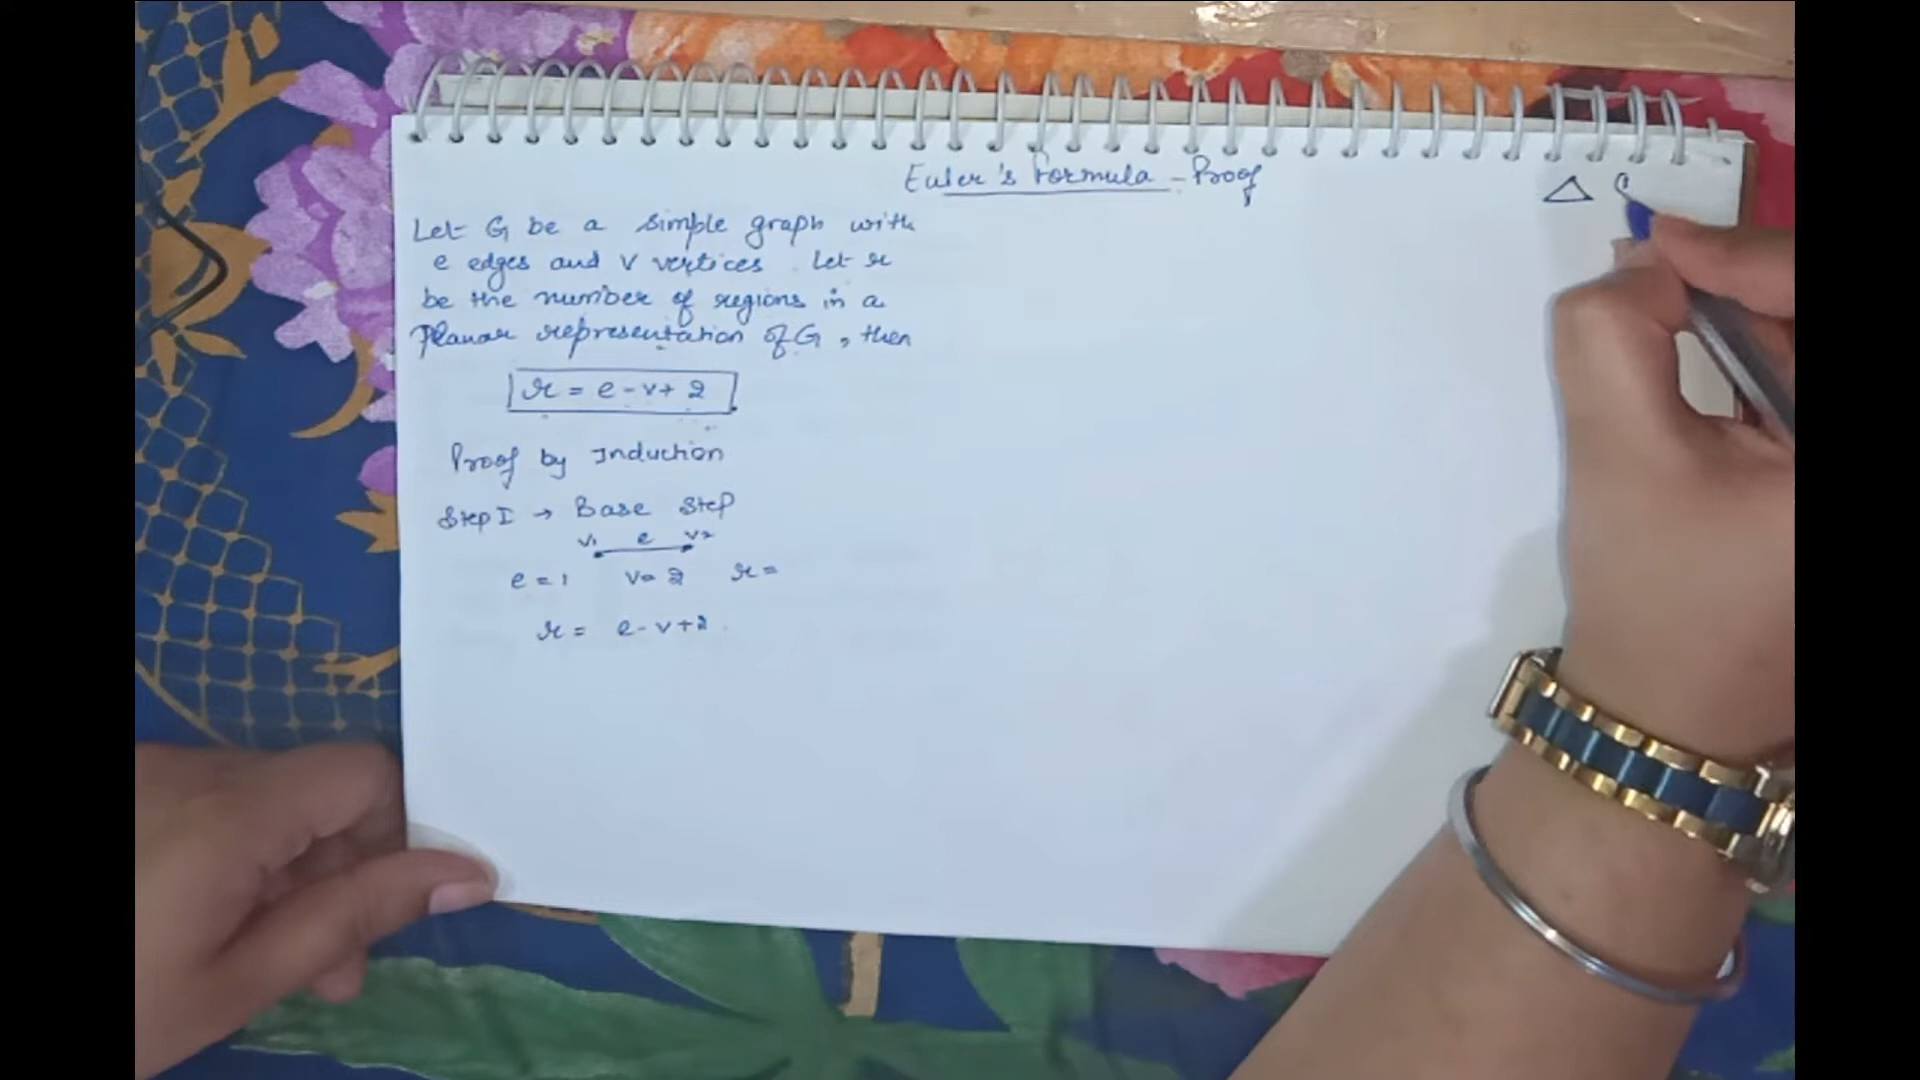 Euler's Formula - Proof
Let G be a simple graph with
e edges and v vertices. Let r
be the number of regions in a
Planar representation of G, then
r = e - v + 2
Proof by Induction
Step I → Base Step
v1 e v2
e = 1 v = 2 r =
r = e - v + 2